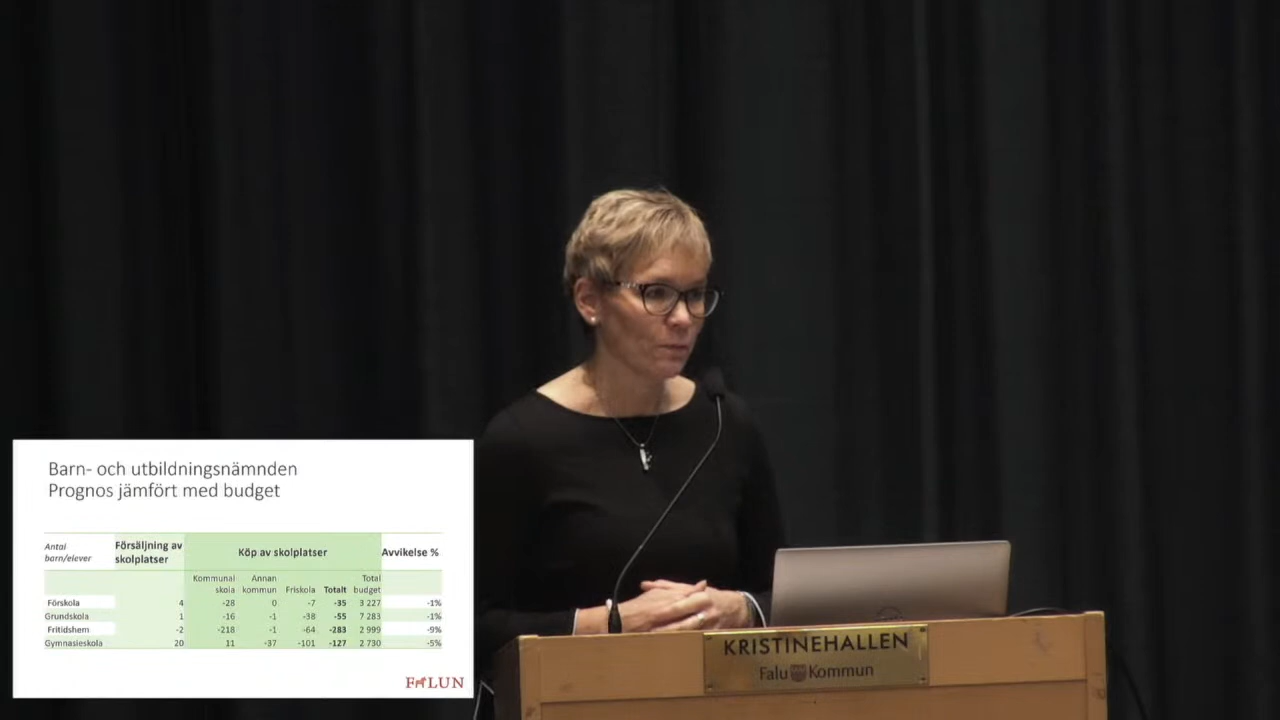 Barn- och utbildningsnämnden
Prognos jämfört med budget
Antal barn/elever Försäljning av skolplatser Köp av skolplatser Avvikelse %
Kommunal skola Annan kommun Friskola Totalt Total budget
Förskola 4 -28 0 -7 -35 3 227 -1%
Grundskola 1 -16 -1 -38 -55 7 283 -1%
Fritidshem -2 -218 -1 -64 -283 2 999 -9%
Gymnasieskola 20 11 -37 -101 -127 2 730 -5%
FALUN
KRISTINEHALLEN
Falu Kommun